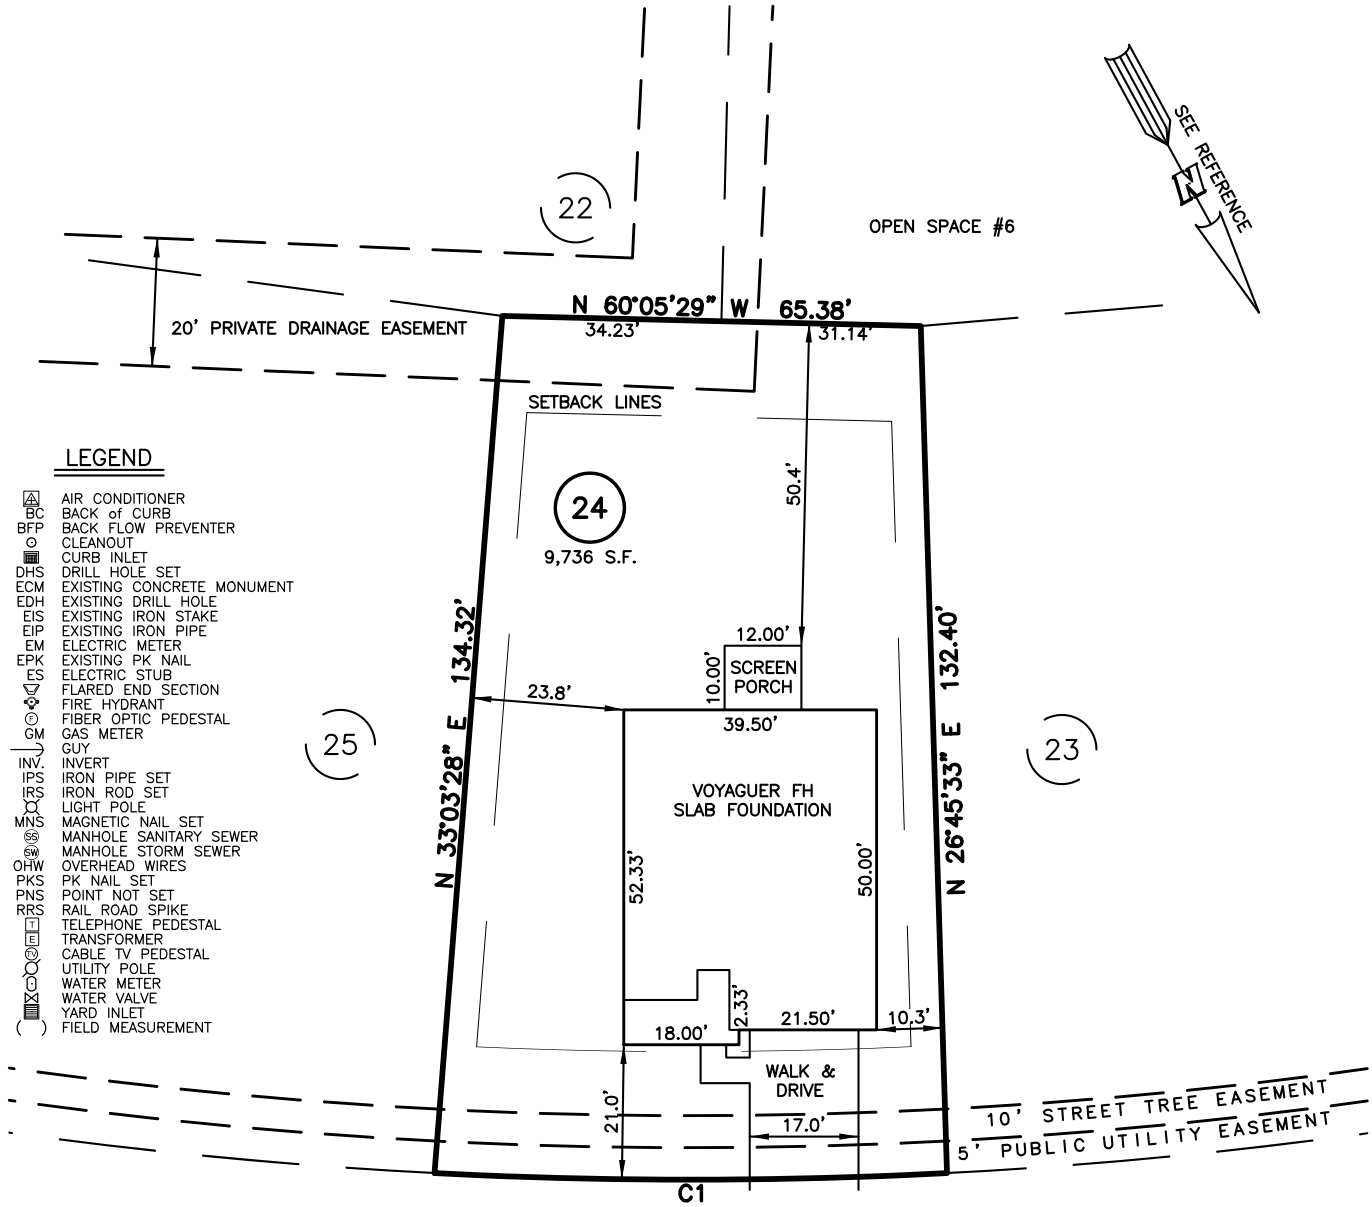 SEE REFERENCE
N
22
OPEN SPACE #6
N 60°05'29" W 65.38'
34.23'
31.14'
20' PRIVATE DRAINAGE EASEMENT
SETBACK LINES
50.4'
24
9,736 S.F.
LEGEND
AIR CONDITIONER
BC BACK of CURB
BFP BACK FLOW PREVENTER
CLEANOUT
CURB INLET
DHS DRILL HOLE SET
ECM EXISTING CONCRETE MONUMENT
EDH EXISTING DRILL HOLE
EIS EXISTING IRON STAKE
EIP EXISTING IRON PIPE
EM ELECTRIC METER
EPK EXISTING PK NAIL
ES ELECTRIC STUB
FLARED END SECTION
FIRE HYDRANT
F FIBER OPTIC PEDESTAL
GM GAS METER
GUY
INV. INVERT
IPS IRON PIPE SET
IRS IRON ROD SET
LIGHT POLE
MNS MAGNETIC NAIL SET
SS MANHOLE SANITARY SEWER
SW MANHOLE STORM SEWER
OHW OVERHEAD WIRES
PKS PK NAIL SET
PNS POINT NOT SET
RRS RAIL ROAD SPIKE
T TELEPHONE PEDESTAL
E TRANSFORMER
TV CABLE TV PEDESTAL
UTILITY POLE
WATER METER
WATER VALVE
YARD INLET
( ) FIELD MEASUREMENT
N 33°03'28" E 134.32'
N 26°45'33" E 132.40'
12.00'
10.00'
SCREEN
PORCH
23.8'
39.50'
25
23
VOYAGUER FH
SLAB FOUNDATION
52.33'
50.00'
2.33'
18.00'
21.50'
10.3'
WALK &
DRIVE
21.0'
17.0'
10' STREET TREE EASEMENT
5' PUBLIC UTILITY EASEMENT
C1